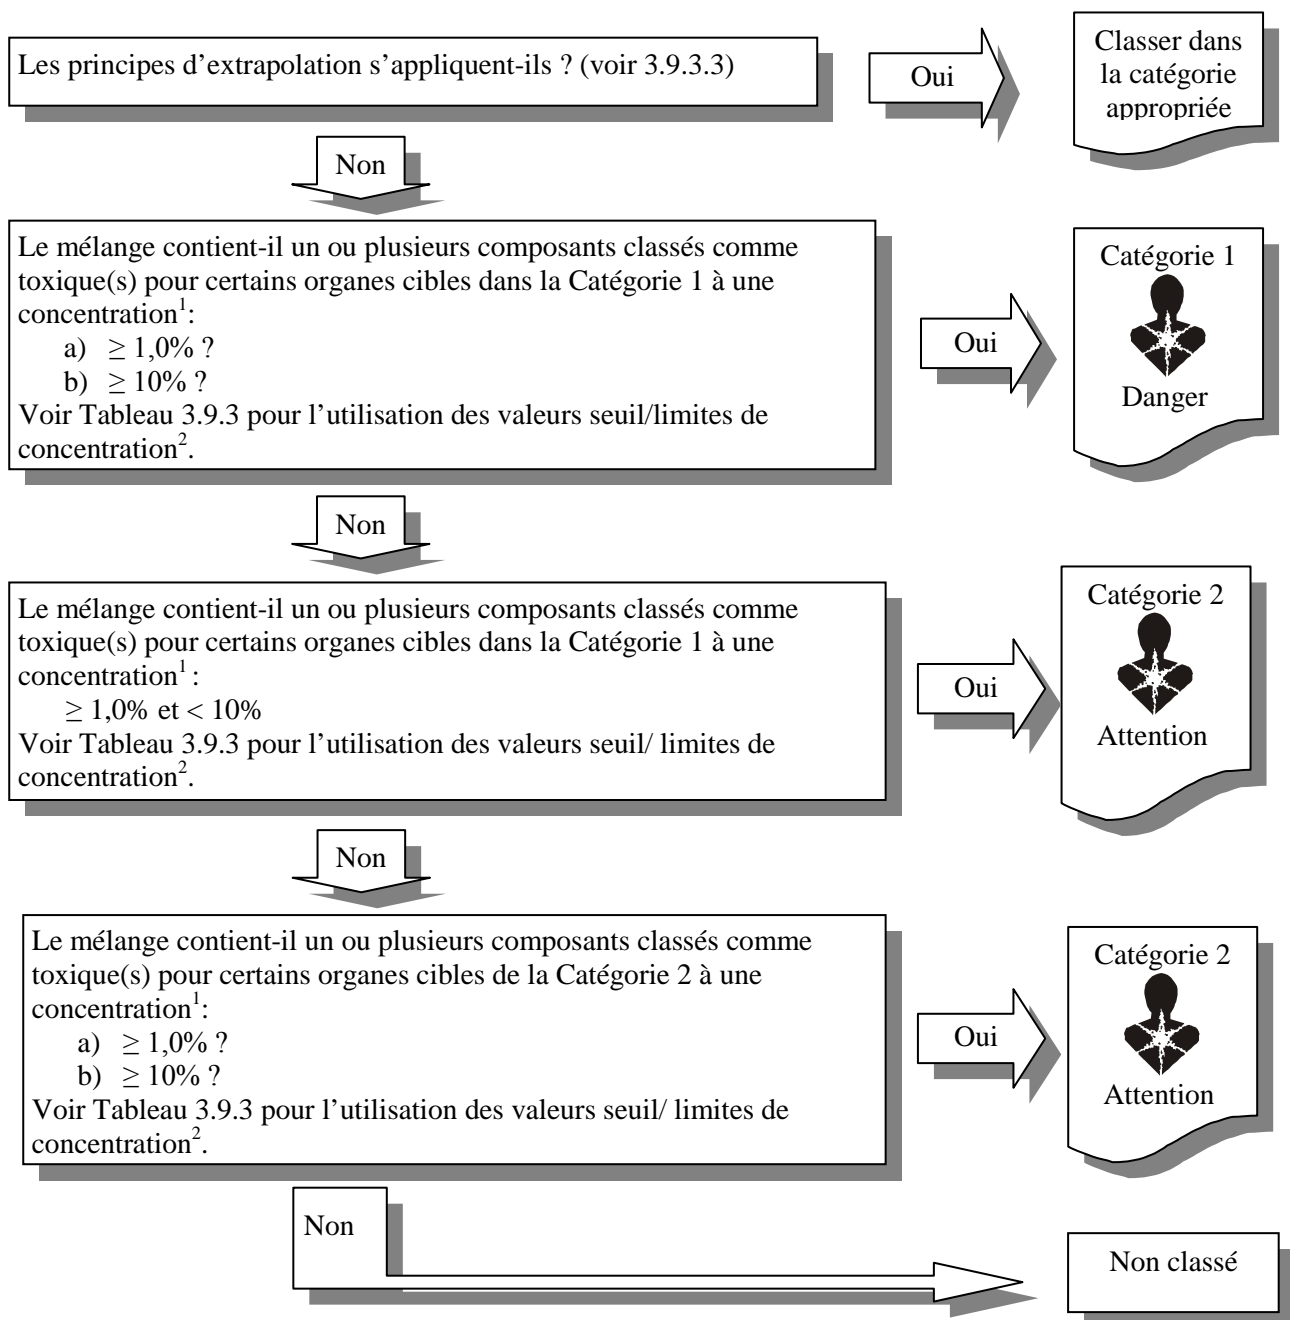 Les principes d'extrapolation s'appliquent-ils ? (voir 3.9.3.3)
Oui
Classer dans
la catégorie
appropriée
Non
Le mélange contient-il un ou plusieurs composants classés comme
toxique(s) pour certains organes cibles dans la Catégorie 1 à une
concentration¹:
a) ≥ 1,0% ?
b) ≥ 10% ?
Voir Tableau 3.9.3 pour l'utilisation des valeurs seuil/limites de
concentration².
Oui
Catégorie 1
Danger
Non
Le mélange contient-il un ou plusieurs composants classés comme
toxique(s) pour certains organes cibles dans la Catégorie 1 à une
concentration¹ :
≥ 1,0% et < 10%
Voir Tableau 3.9.3 pour l'utilisation des valeurs seuil/ limites de
concentration².
Oui
Catégorie 2
Attention
Non
Le mélange contient-il un ou plusieurs composants classés comme
toxique(s) pour certains organes cibles de la Catégorie 2 à une
concentration¹:
a) ≥ 1,0% ?
b) ≥ 10% ?
Voir Tableau 3.9.3 pour l'utilisation des valeurs seuil/ limites de
concentration².
Oui
Catégorie 2
Attention
Non
Non classé